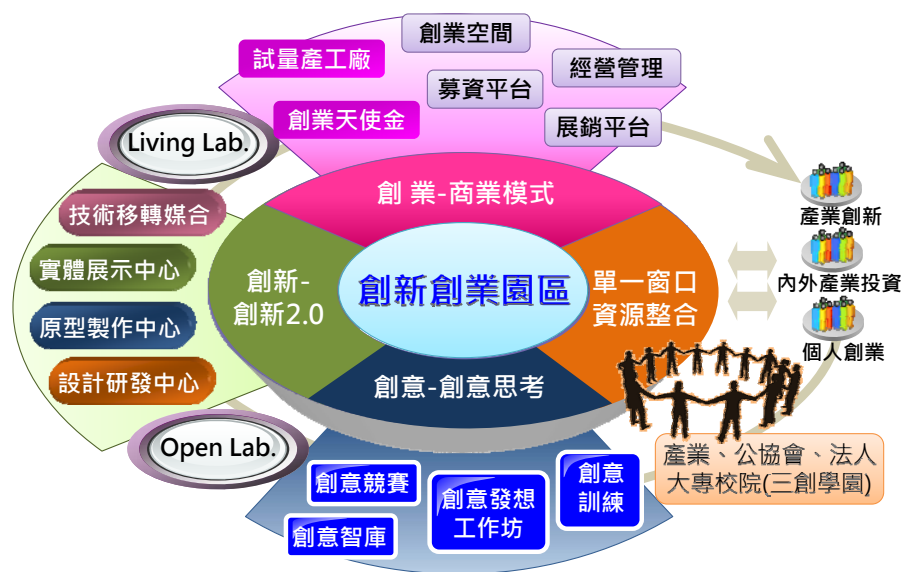 創業空間
試量產工廠
經營管理
募資平台
創業天使金
展銷平台
Living Lab.
創 業-商業模式
技術移轉媒合
實體展示中心
原型製作中心
設計研發中心
創新-
創新2.0
創新創業園區
單一窗口
資源整合
產業創新
內外產業投資
個人創業
創意-創意思考
Open Lab.
產業、公協會、法人
大專校院(三創學園)
創意競賽
創意智庫
創意發想
工作坊
創意
訓練